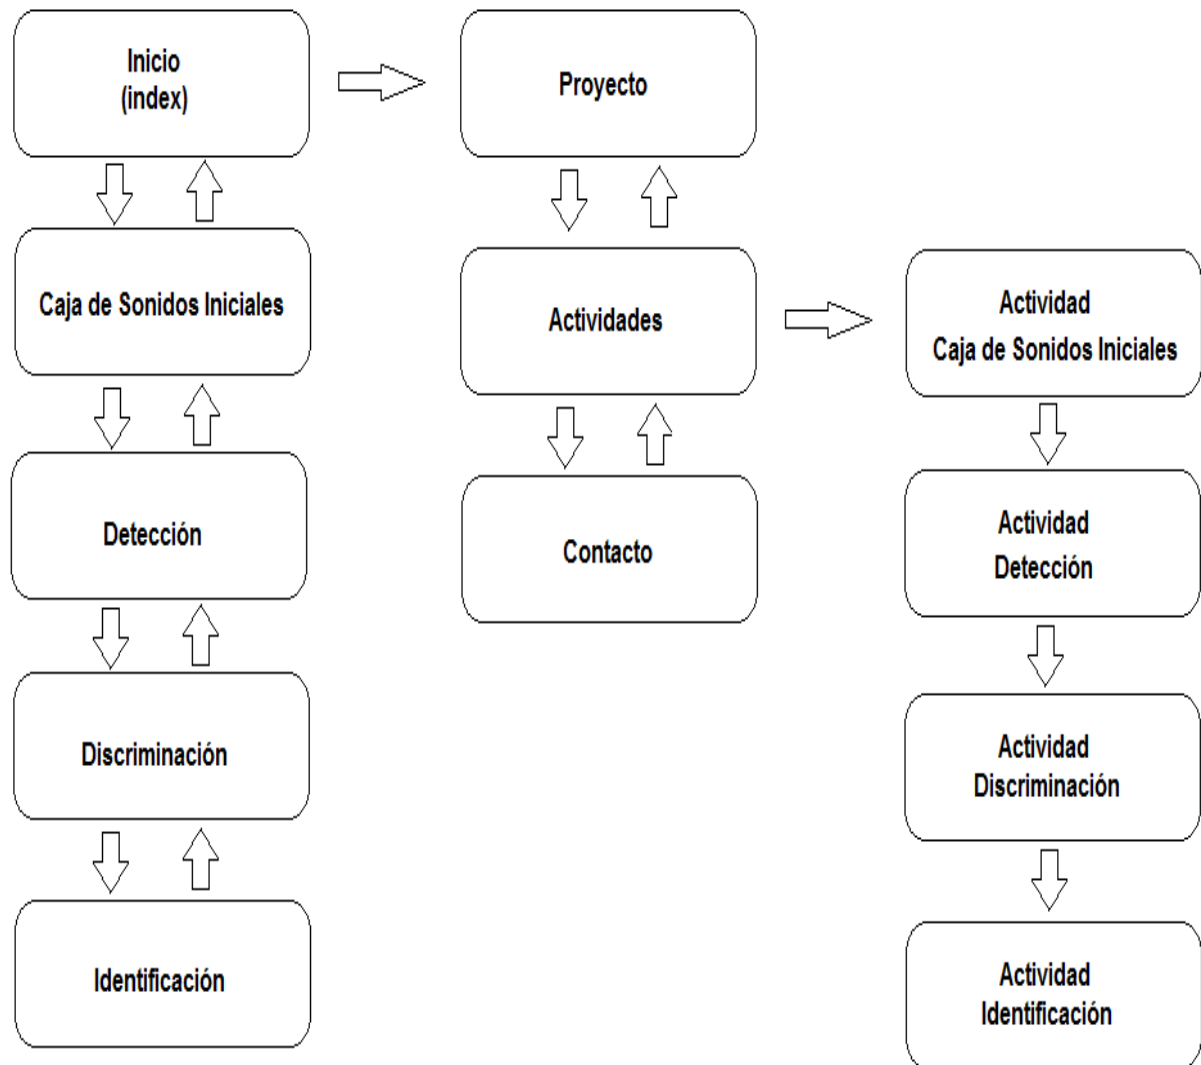 Inicio
(index)
Proyecto
Caja de Sonidos Iniciales
Actividades
Actividad
Caja de Sonidos Iniciales
Detección
Contacto
Actividad
Detección
Discriminación
Actividad
Discriminación
Identificación
Actividad
Identificación